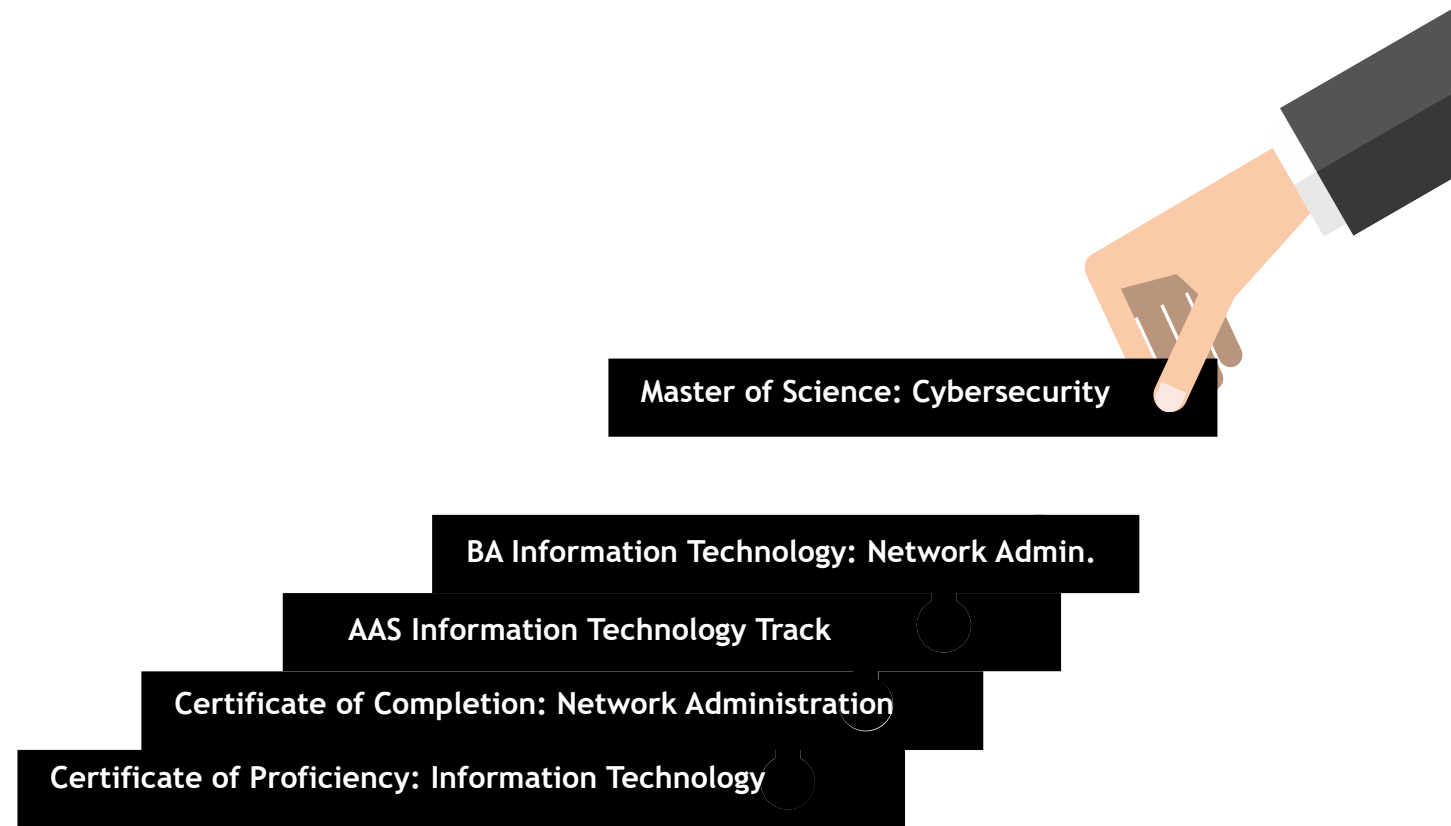 Master of Science: Cybersecurity
BA Information Technology: Network Admin.
AAS Information Technology Track
Certificate of Completion: Network Administration
Certificate of Proficiency: Information Technology